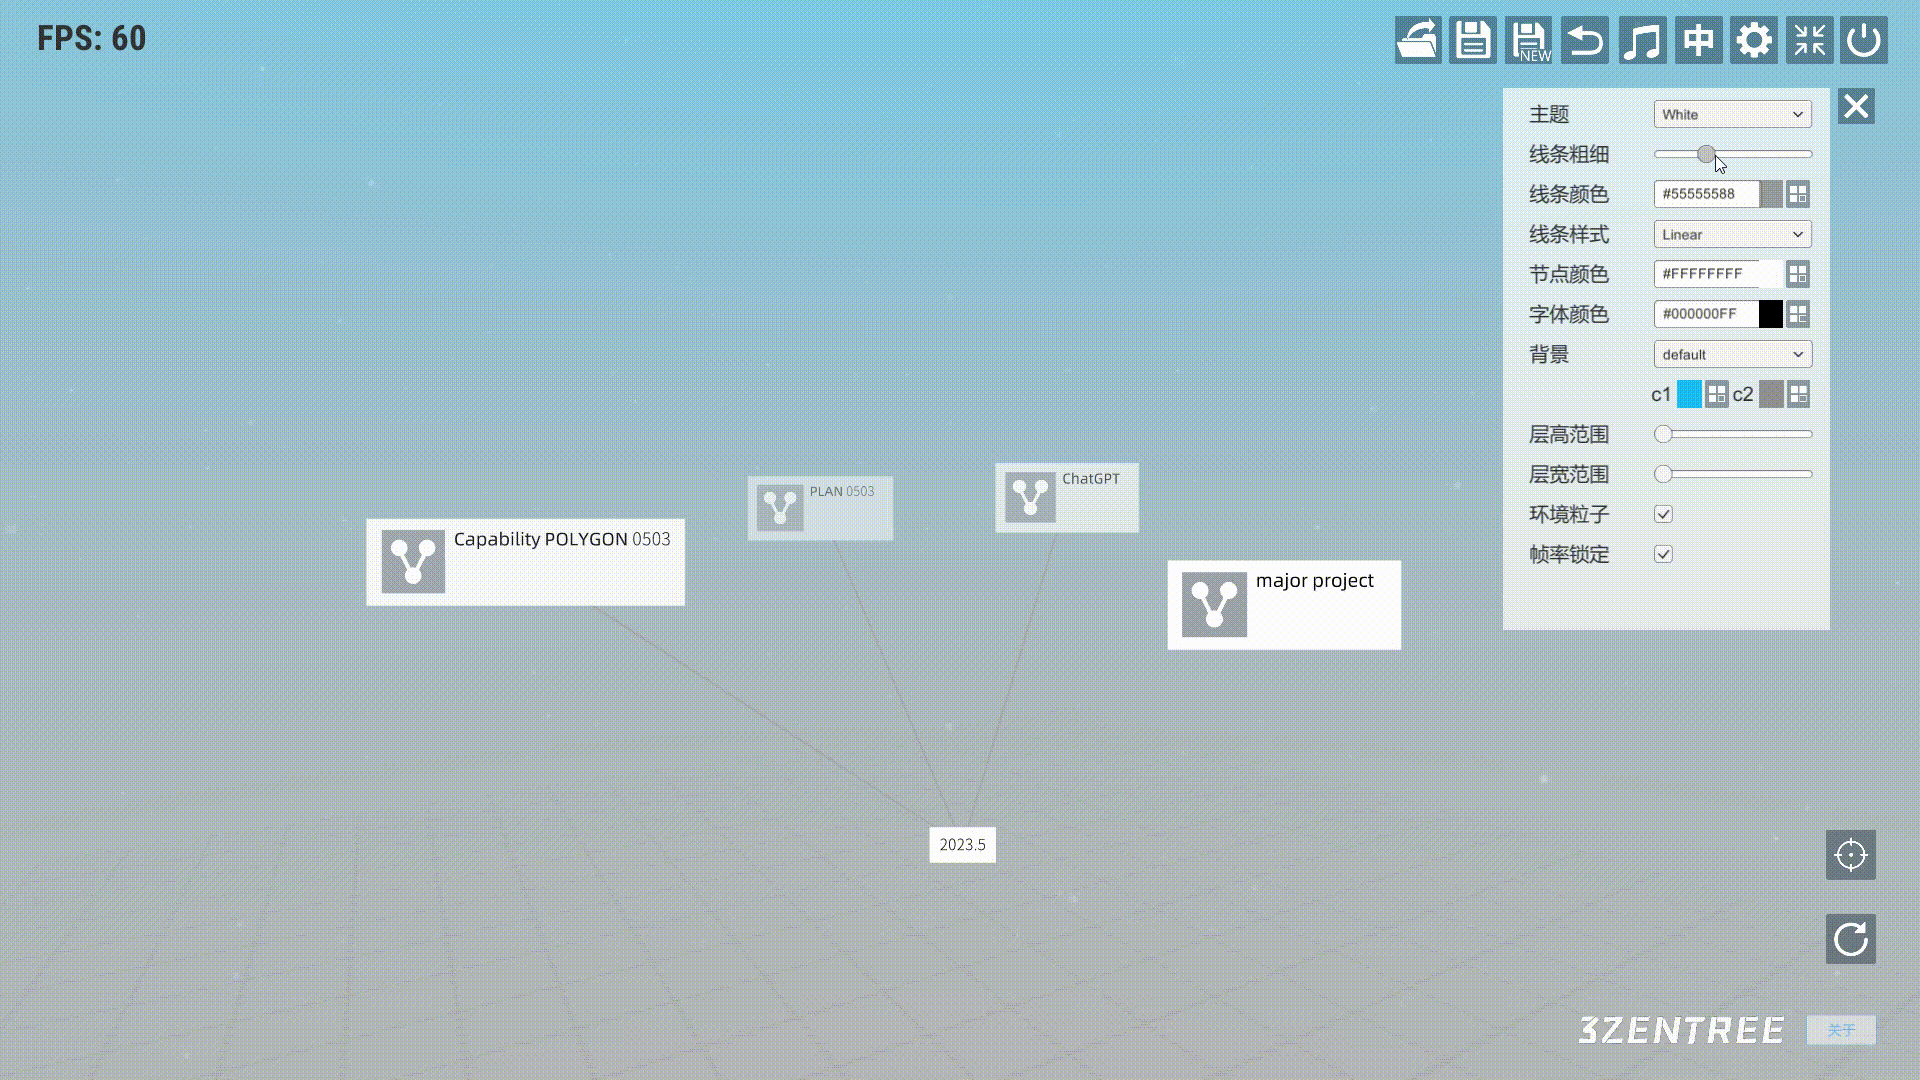 FPS: 60
NEW
中
主题 White
线条粗细
线条颜色 #55555588
线条样式 Linear
节点颜色 #FFFFFFFF
字体颜色 #000000FF
背景 default
c1 c2
层高范围
层宽范围
环境粒子
帧率锁定
ChatGPT
PLAN 0503
Capability POLYGON 0503
major project
2023.5
3ZENTREE
关于